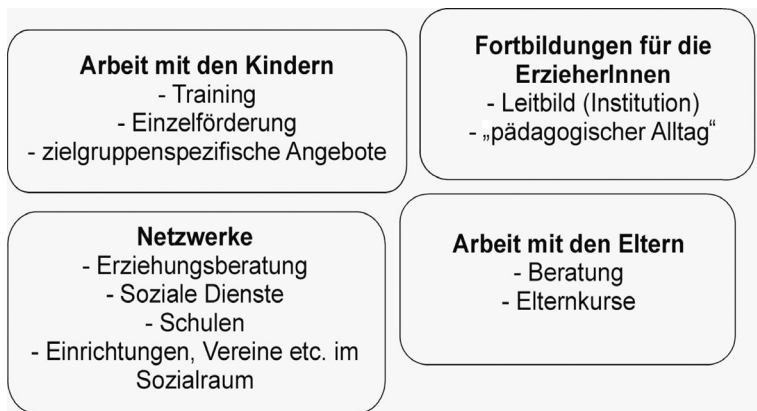 Arbeit mit den Kindern
- Training
- Einzelförderung
- zielgruppenspezifische Angebote
Fortbildungen für die
ErzieherInnen
- Leitbild (Institution)
- „pädagogischer Alltag“
Netzwerke
- Erziehungsberatung
- Soziale Dienste
- Schulen
- Einrichtungen, Vereine etc. im
Sozialraum
Arbeit mit den Eltern
- Beratung
- Elternkurse